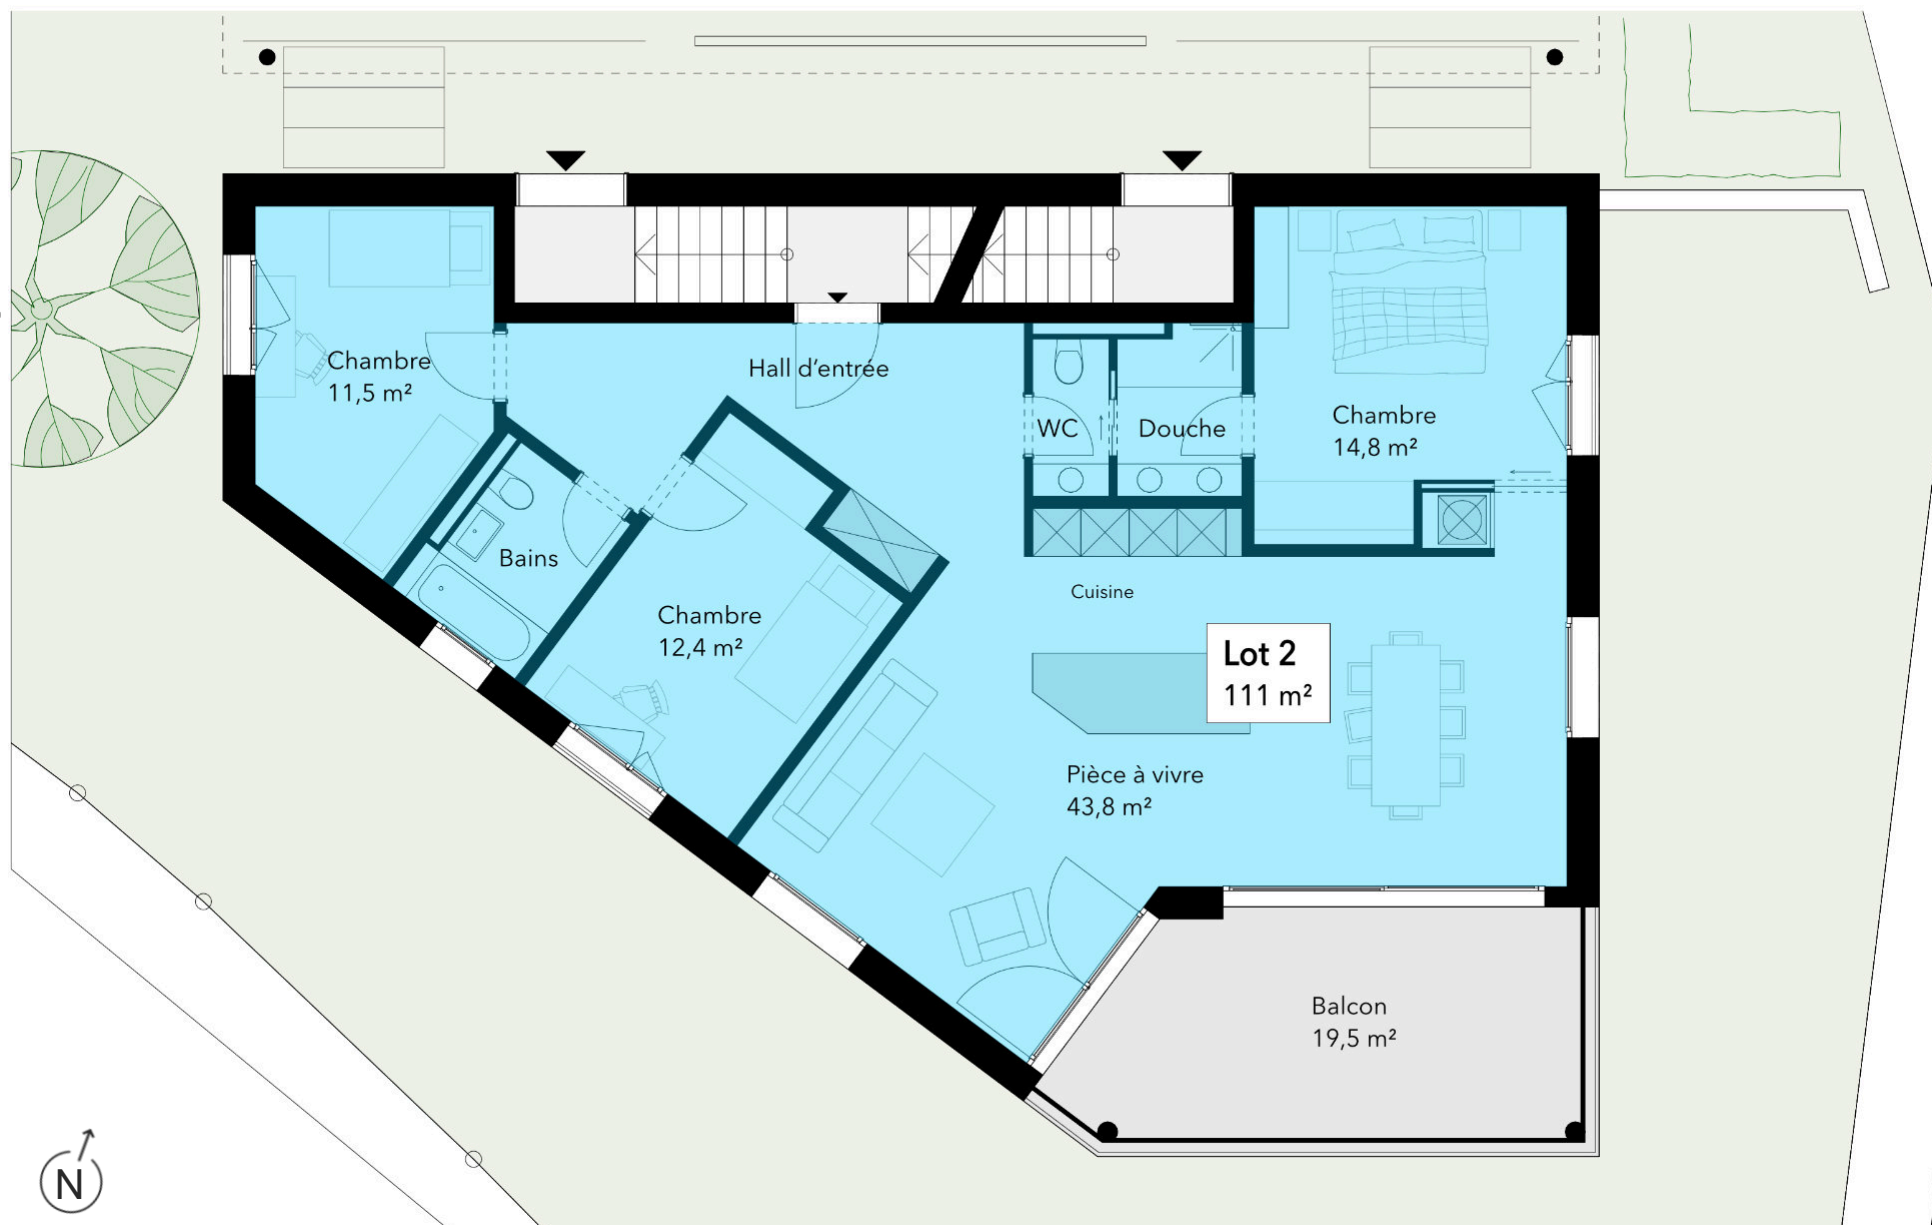 Chambre
11,5 m²
Hall d'entrée
WC
Douche
Chambre
14,8 m²
Bains
Chambre
12,4 m²
Cuisine
Lot 2
111 m²
Pièce à vivre
43,8 m²
Balcon
19,5 m²
N